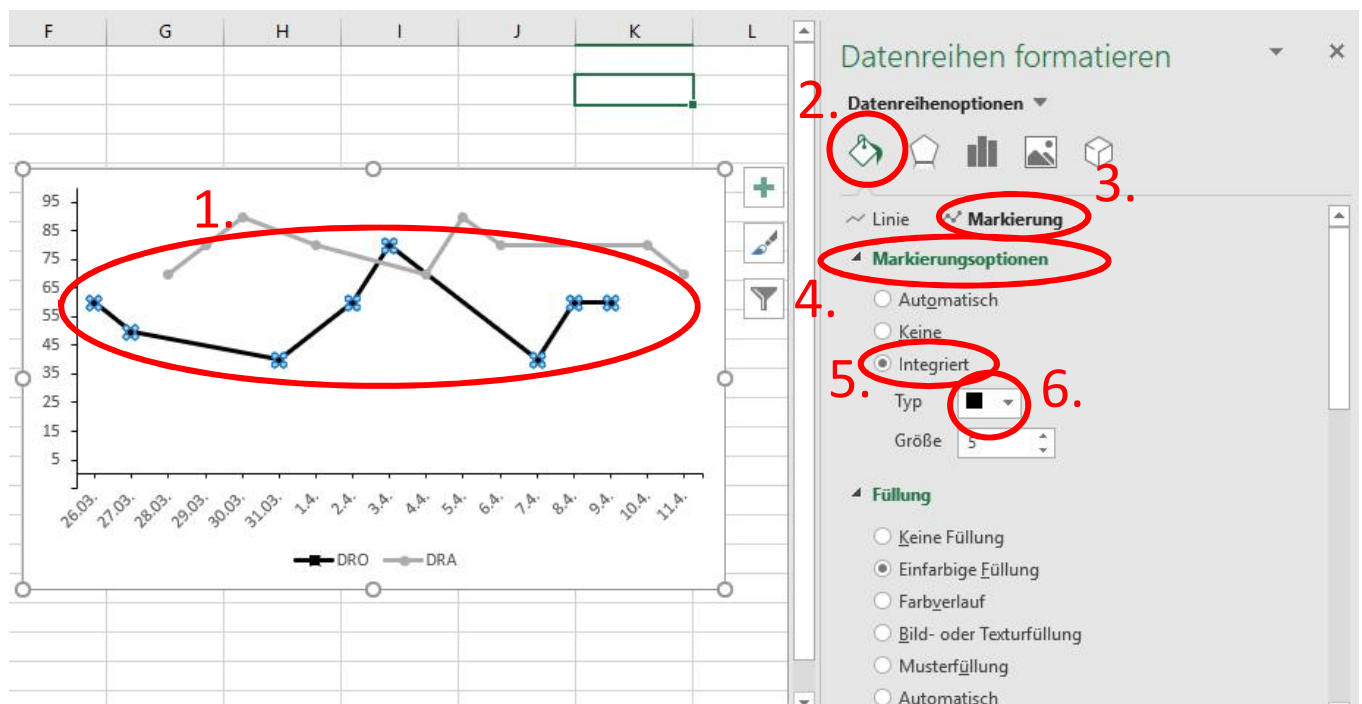 F G H I J K L
Datenreihen formatieren
2.
Datenreihenoptionen
3.
1.
Linie Markierung
Markierungsoptionen
4.
Automatisch
Keine
5.
Integriert
6.
Typ
Größe 5
Füllung
Keine Füllung
Einfarbige Füllung
Farbverlauf
Bild- oder Texturfüllung
Musterfüllung
Automatisch
95
85
75
65
55
45
35
25
15
5
26.03. 27.03. 28.03. 29.03. 30.03. 31.03. 1.4. 2.4. 3.4. 4.4. 5.4. 6.4. 7.4. 8.4. 9.4. 10.4. 11.4.
DRO DRA